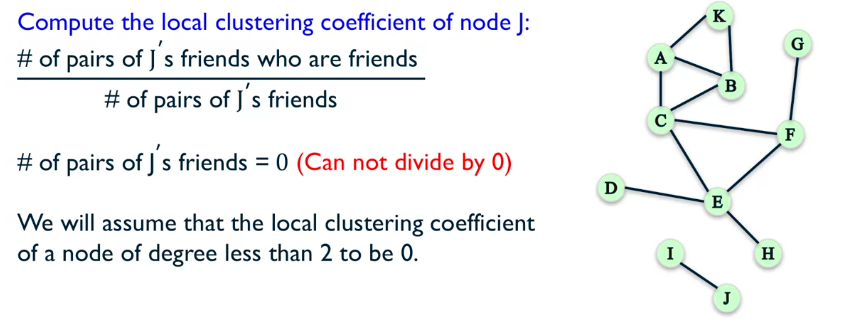 Compute the local clustering coefficient of node J:
# of pairs of J's friends who are friends
# of pairs of J's friends
# of pairs of J's friends = 0 (Can not divide by 0)
We will assume that the local clustering coefficient
of a node of degree less than 2 to be 0.
K
G
A
B
C
F
D
E
I
H
J